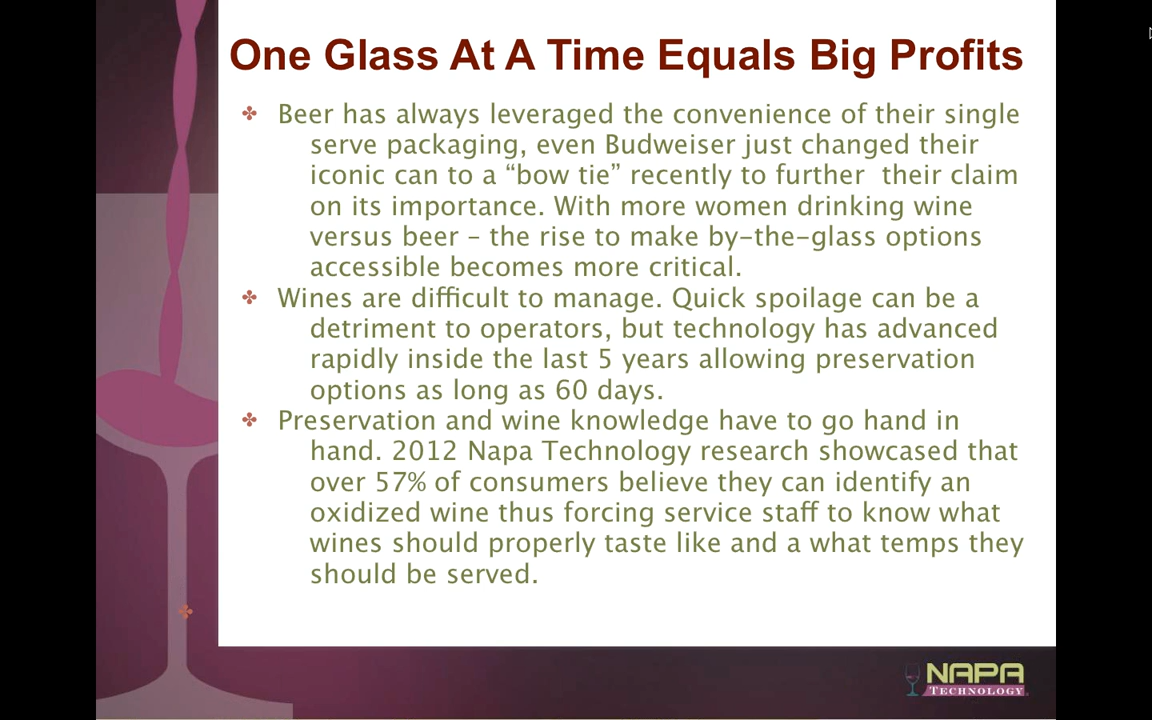 One Glass At A Time Equals Big Profits
Beer has always leveraged the convenience of their single
serve packaging, even Budweiser just changed their
iconic can to a “bow tie” recently to further  their claim
on its importance. With more women drinking wine
versus beer – the rise to make by-the-glass options
accessible becomes more critical.
Wines are difficult to manage. Quick spoilage can be a
detriment to operators, but technology has advanced
rapidly inside the last 5 years allowing preservation
options as long as 60 days.
Preservation and wine knowledge have to go hand in
hand. 2012 Napa Technology research showcased that
over 57% of consumers believe they can identify an
oxidized wine thus forcing service staff to know what
wines should properly taste like and a what temps they
should be served.
NAPA
TECHNOLOGY